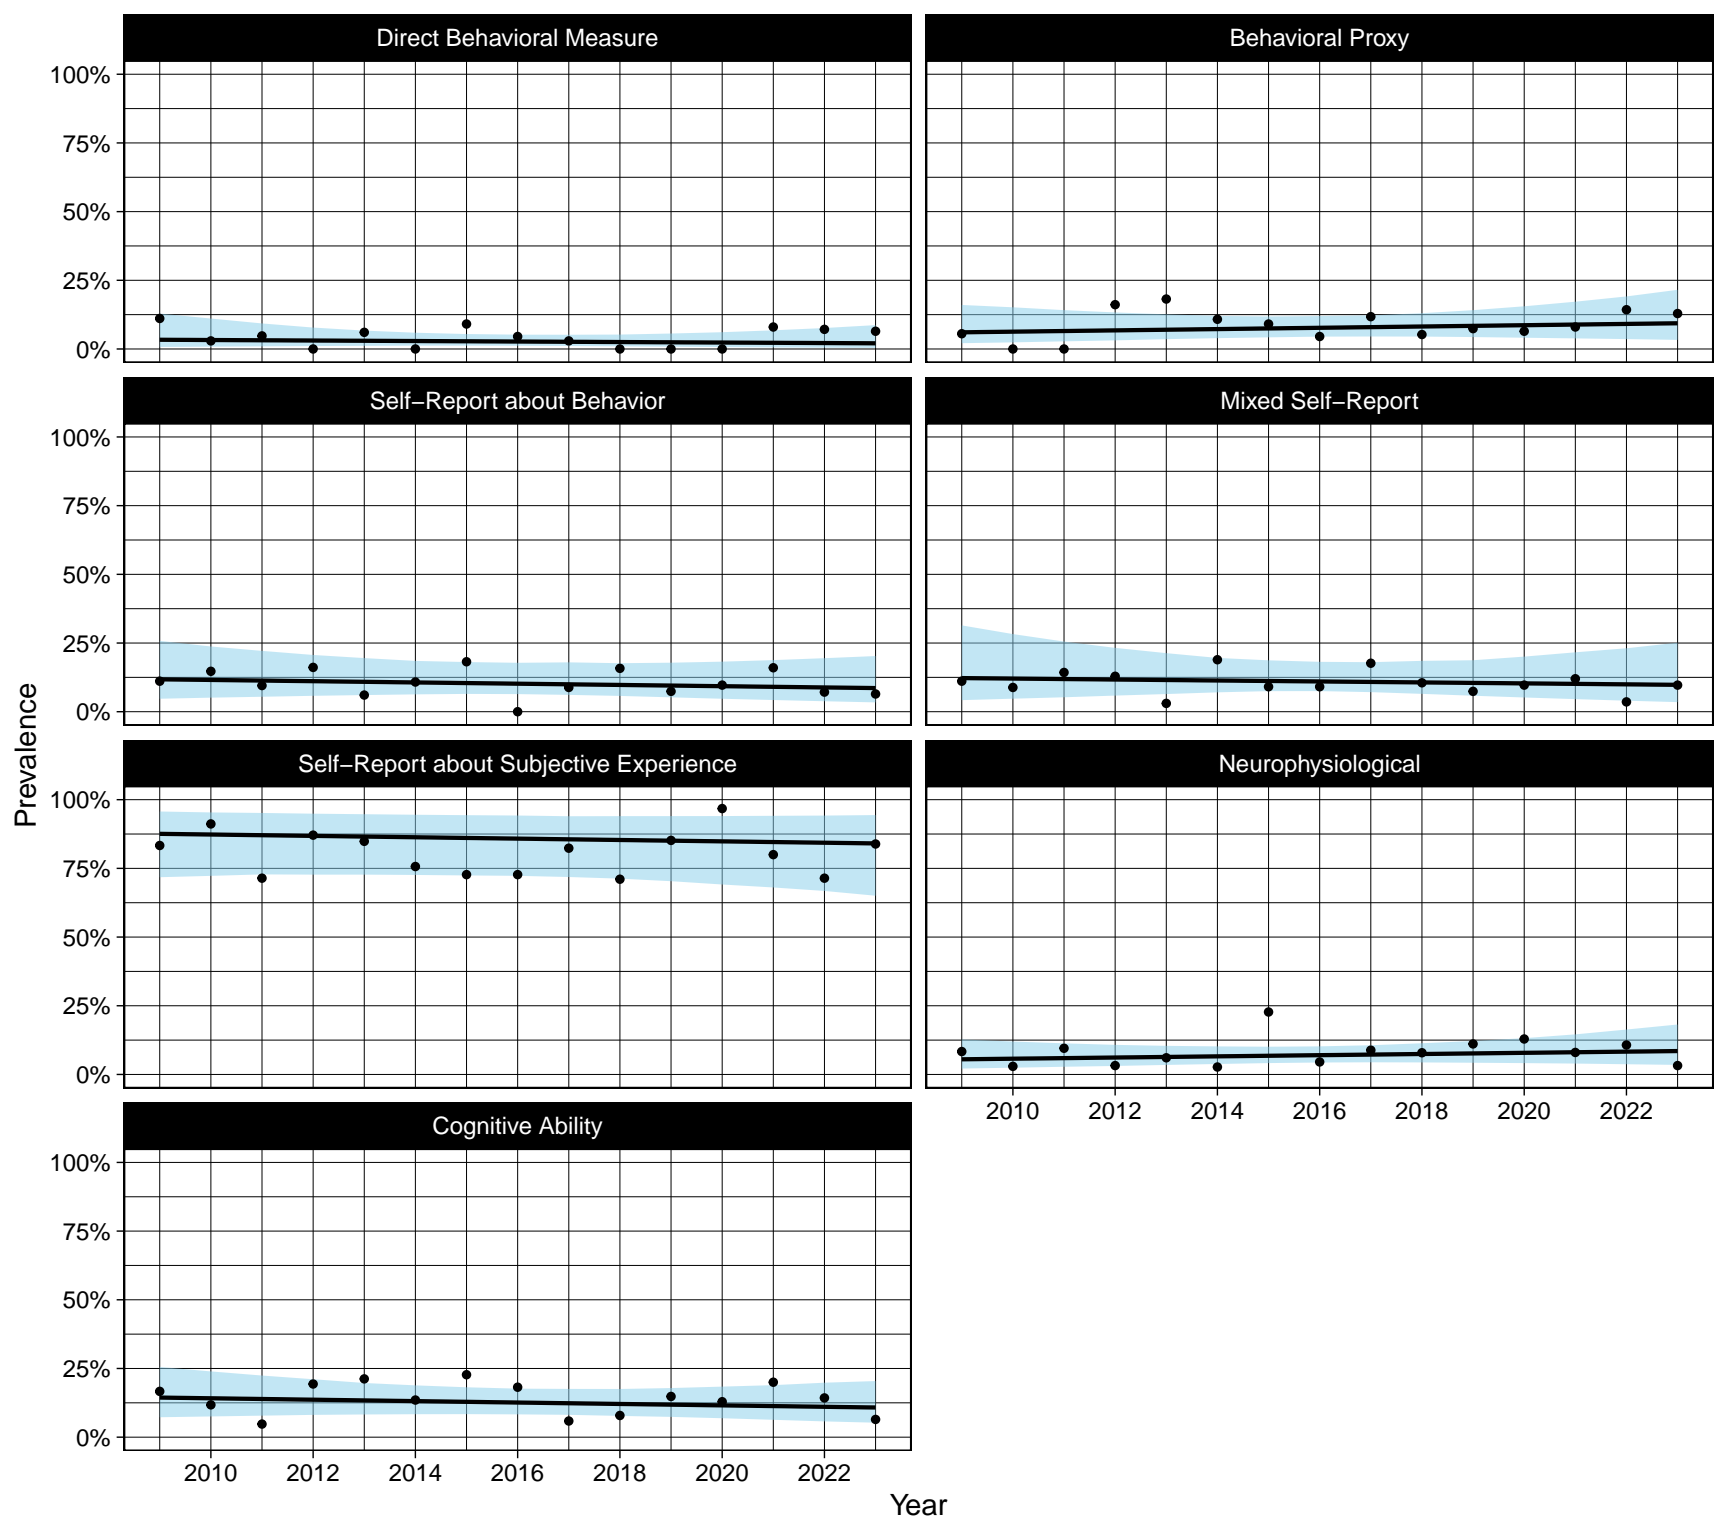 Direct Behavioral Measure
Behavioral Proxy
100%
75%
50%
25%
0%
Self−Report about Behavior
Mixed Self−Report
100%
75%
50%
25%
0%
Prevalence
Self−Report about Subjective Experience
Neurophysiological
100%
75%
50%
25%
0%
2010 2012 2014 2016 2018 2020 2022
Cognitive Ability
100%
75%
50%
25%
0%
2010 2012 2014 2016 2018 2020 2022
Year